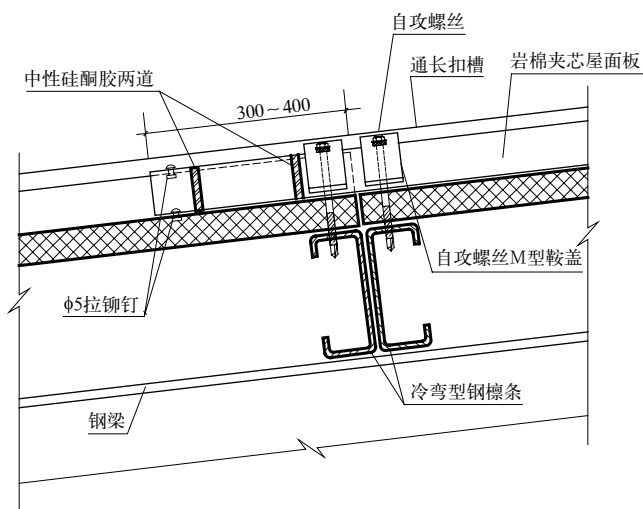 自攻螺丝
通长扣槽
岩棉夹芯屋面板
中性硅酮胶两道
300～400
自攻螺丝M型鞍盖
ϕ5拉铆钉
冷弯型钢檩条
钢梁